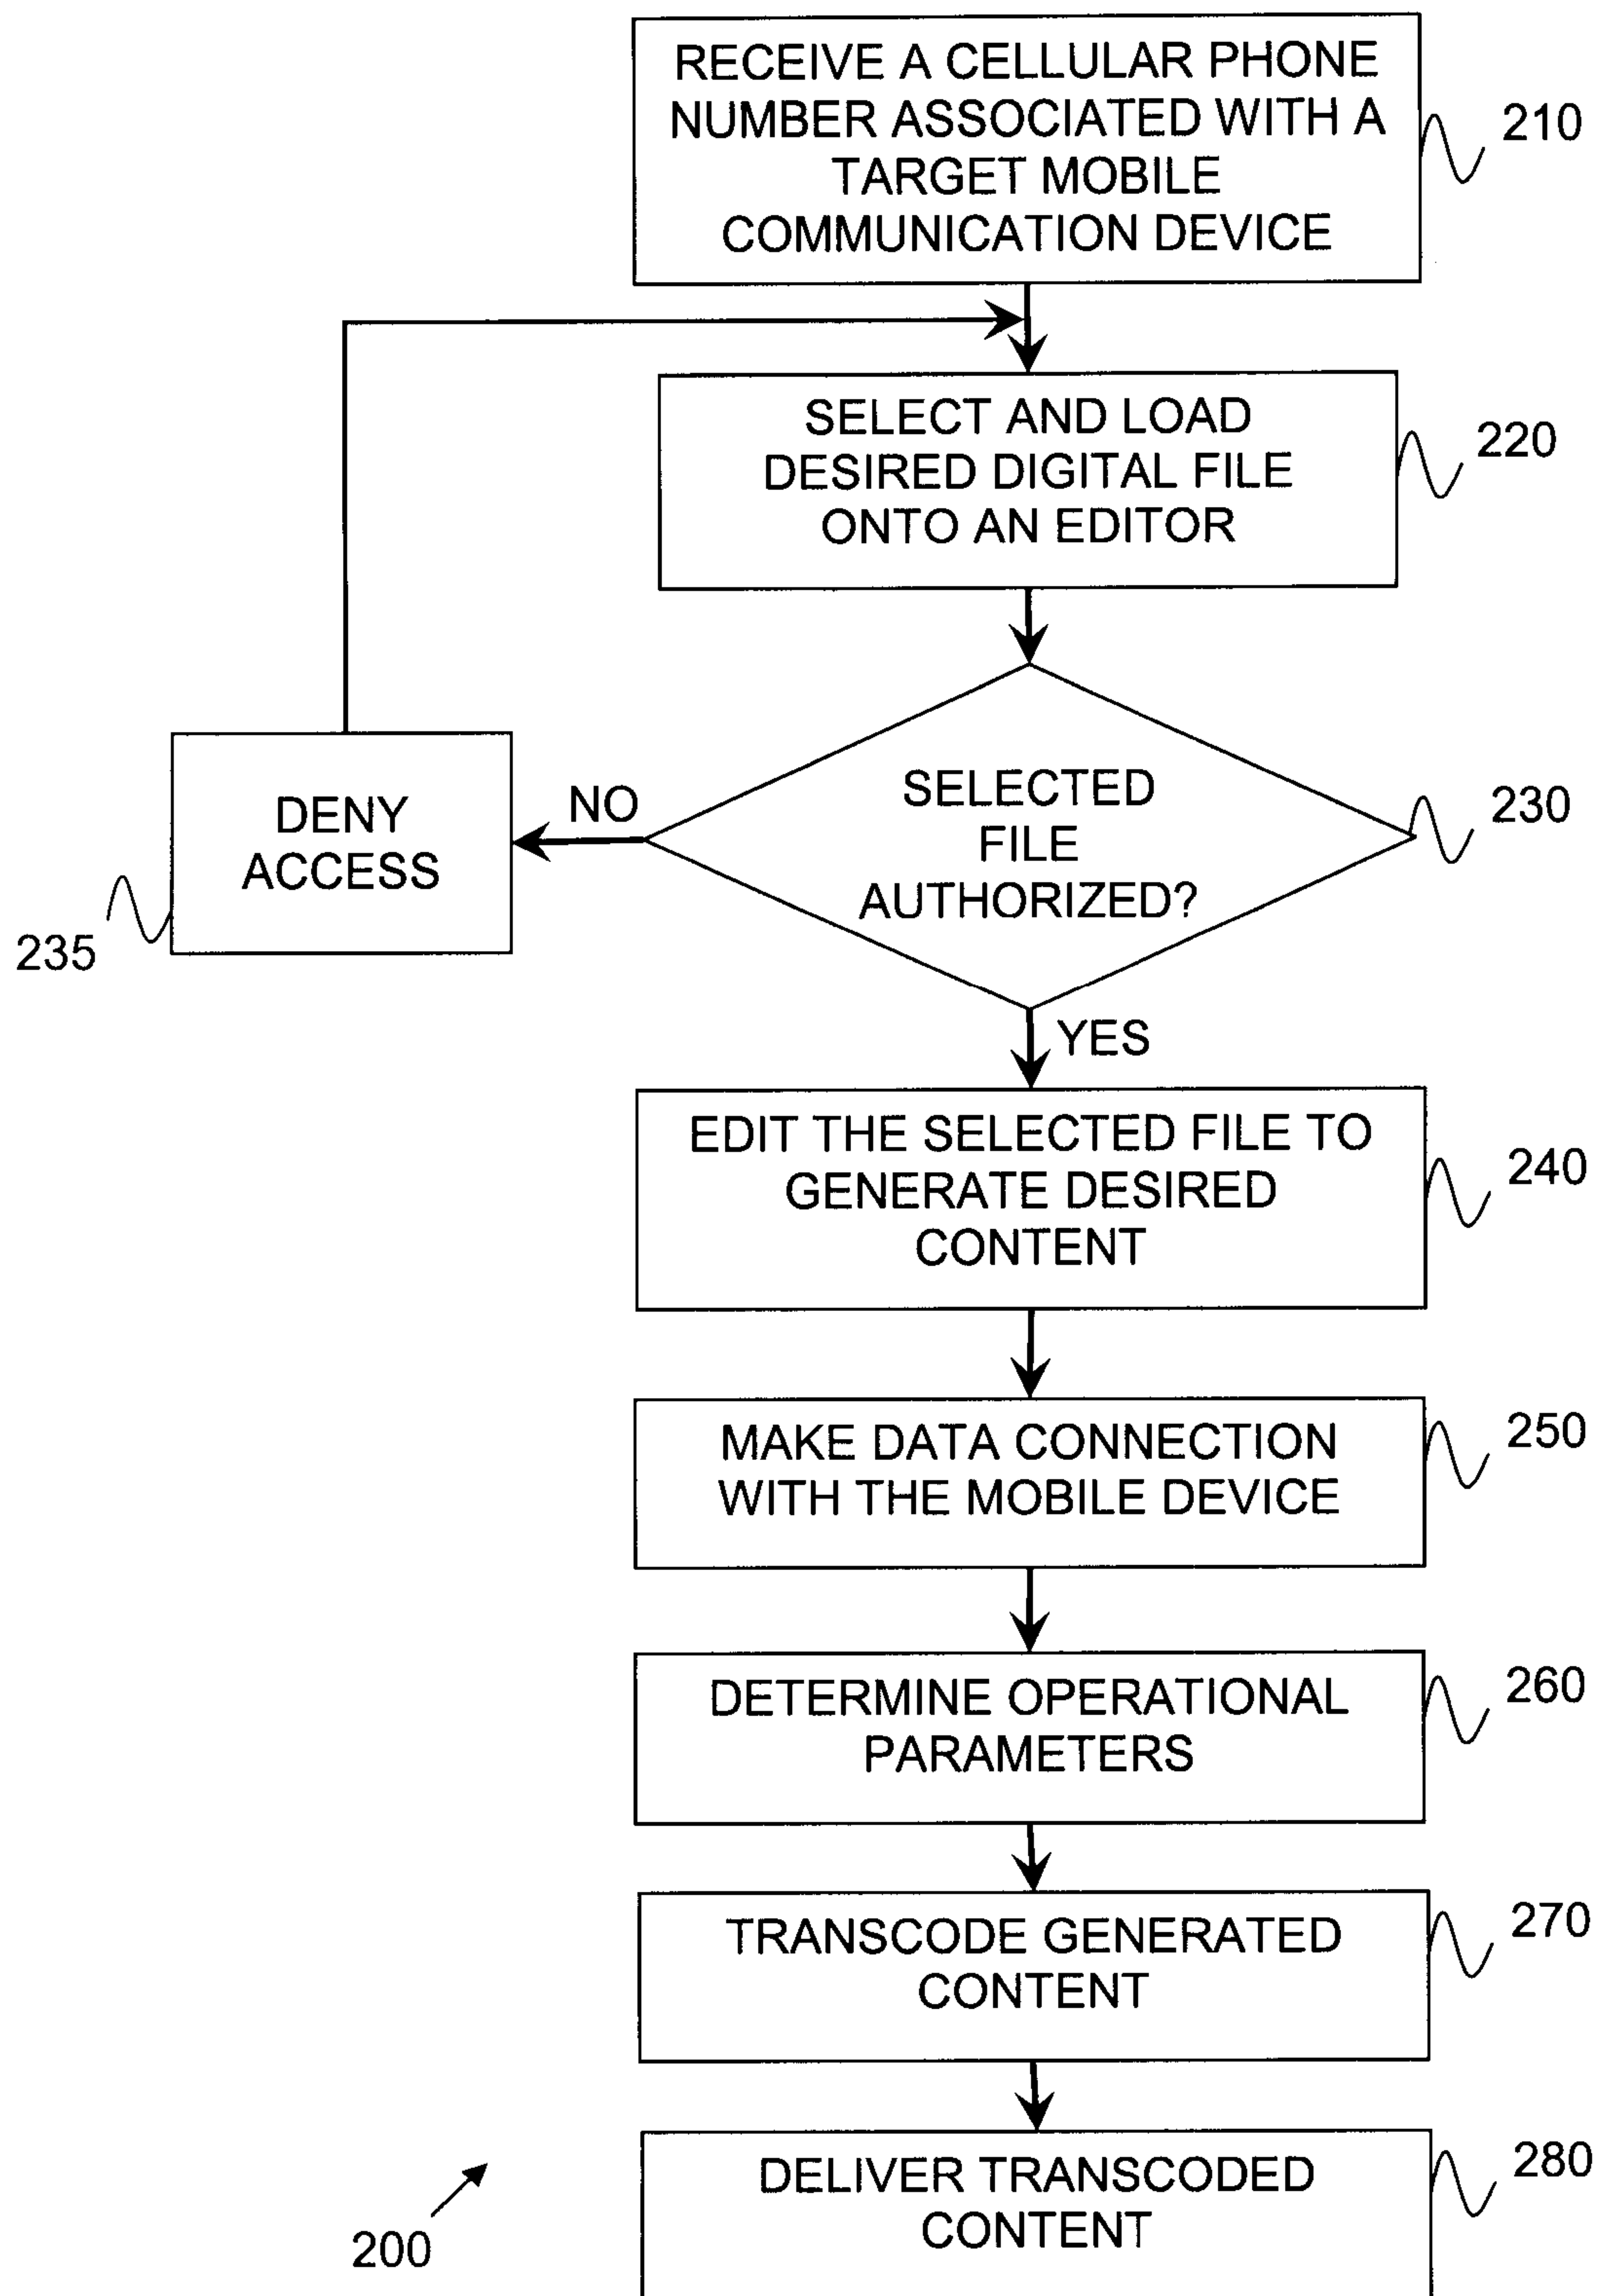 RECEIVE A CELLULAR PHONE
NUMBER ASSOCIATED WITH A
TARGET MOBILE
COMMUNICATION DEVICE
210
SELECT AND LOAD
DESIRED DIGITAL FILE
ONTO AN EDITOR
220
SELECTED
FILE
AUTHORIZED?
230
NO
DENY
ACCESS
235
YES
EDIT THE SELECTED FILE TO
GENERATE DESIRED
CONTENT
240
MAKE DATA CONNECTION
WITH THE MOBILE DEVICE
250
DETERMINE OPERATIONAL
PARAMETERS
260
TRANSCODE GENERATED
CONTENT
270
DELIVER TRANSCODED
CONTENT
280
200